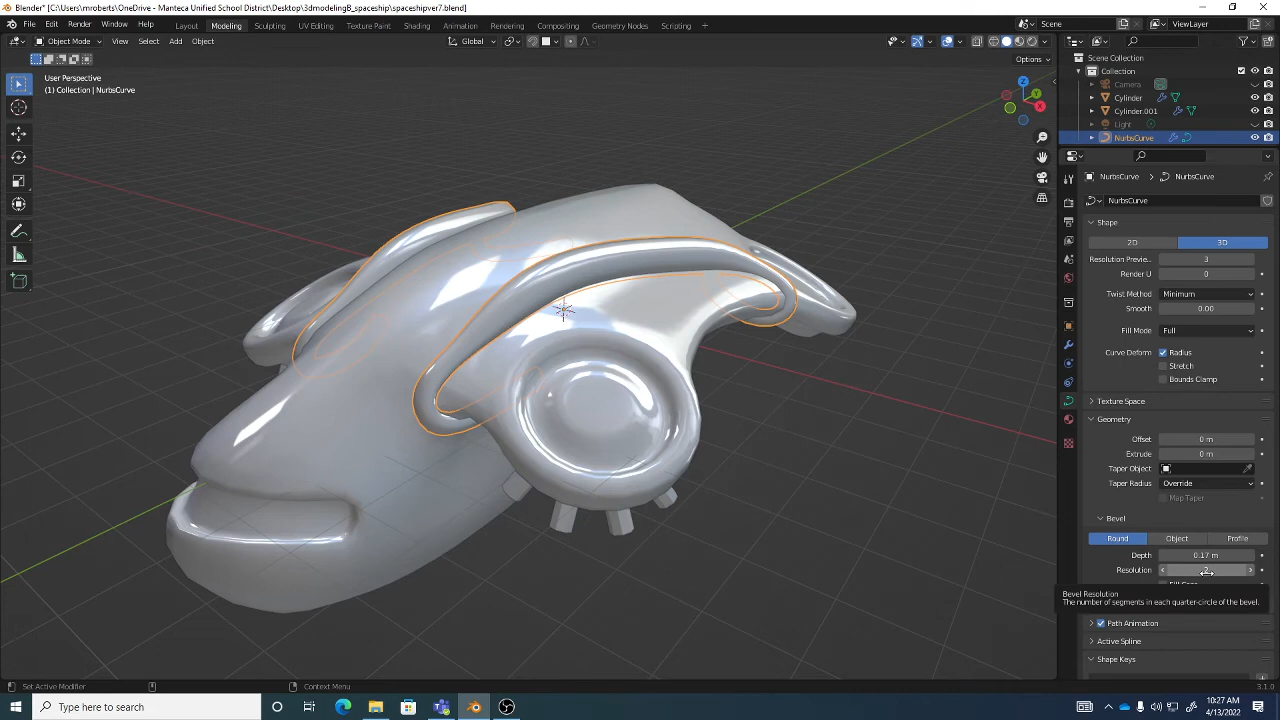 Blender* [C:\Users\mroberts\OneDrive - Manteca Unified School District\Desktop\3dmodelingB_spaceship\spaceshipver7.blend]
File Edit Render Window Help Layout Modeling Sculpting UV Editing Texture Paint Shading Animation Rendering Compositing Geometry Nodes Scripting Scene ViewLayer
Object Mode View Select Add Object Global
Options
User Perspective
(1) Collection | NurbsCurve
Z
Y
X
Scene Collection
Collection
Camera
Cylinder
Cylinder.001
Light
NurbsCurve
NurbsCurve NurbsCurve
NurbsCurve
Shape
2D 3D
Resolution Previe... 3
Render U 0
Twist Method Minimum
Smooth 0.00
Fill Mode Full
Curve Deform Radius
Stretch
Bounds Clamp
Texture Space
Geometry
Offset 0 m
Extrude 0 m
Taper Object
Taper Radius Override
Map Taper
Bevel
Round Object Profile
Depth 0.17 m
Resolution
Bevel Resolution
The number of segments in each quarter-circle of the bevel.
Path Animation
Active Spline
Shape Keys
Set Active Modifier Context Menu 3.1.0
Type here to search
10:27 AM
4/13/2022